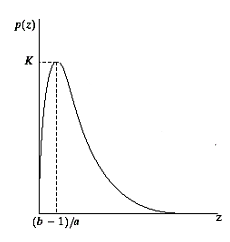 p(z)
K
(b − 1)/a
z